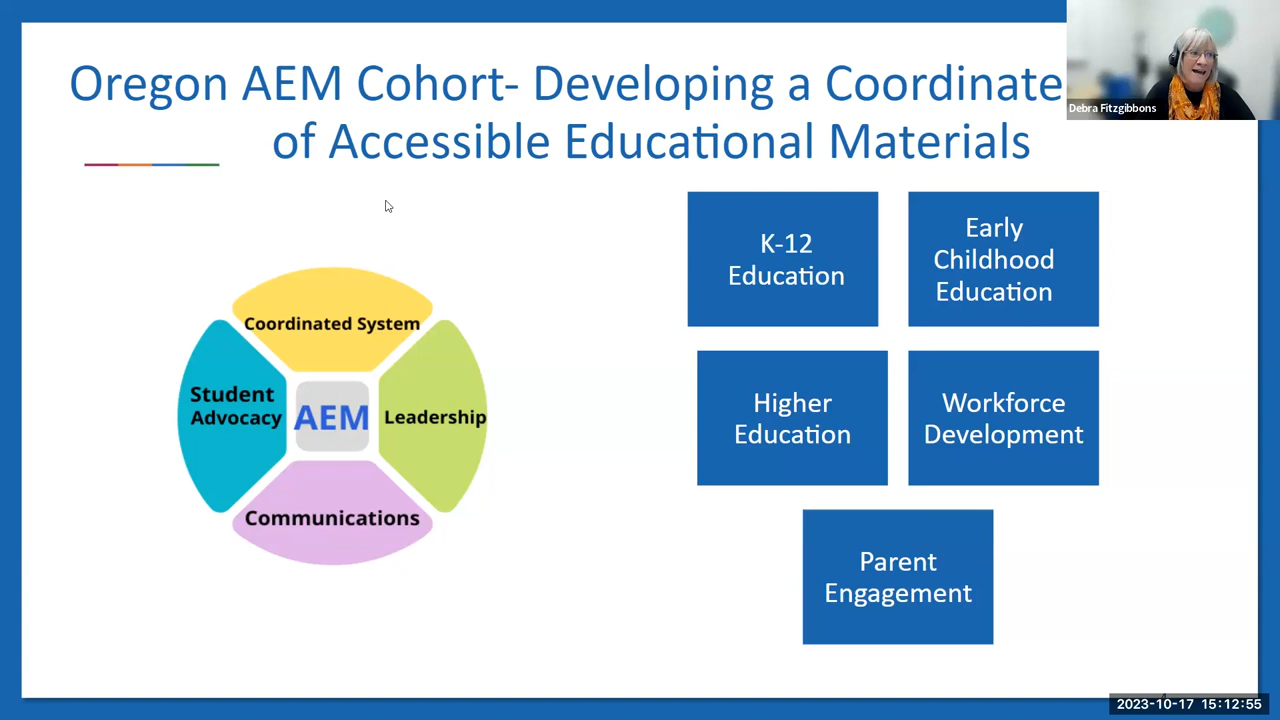 Oregon AEM Cohort- Developing a Coordinate
of Accessible Educational Materials
Debra Fitzgibbons
Coordinated System
Student
Advocacy
AEM
Leadership
Communications
K-12
Education
Early
Childhood
Education
Higher
Education
Workforce
Development
Parent
Engagement
2023-10-17 15:12:55